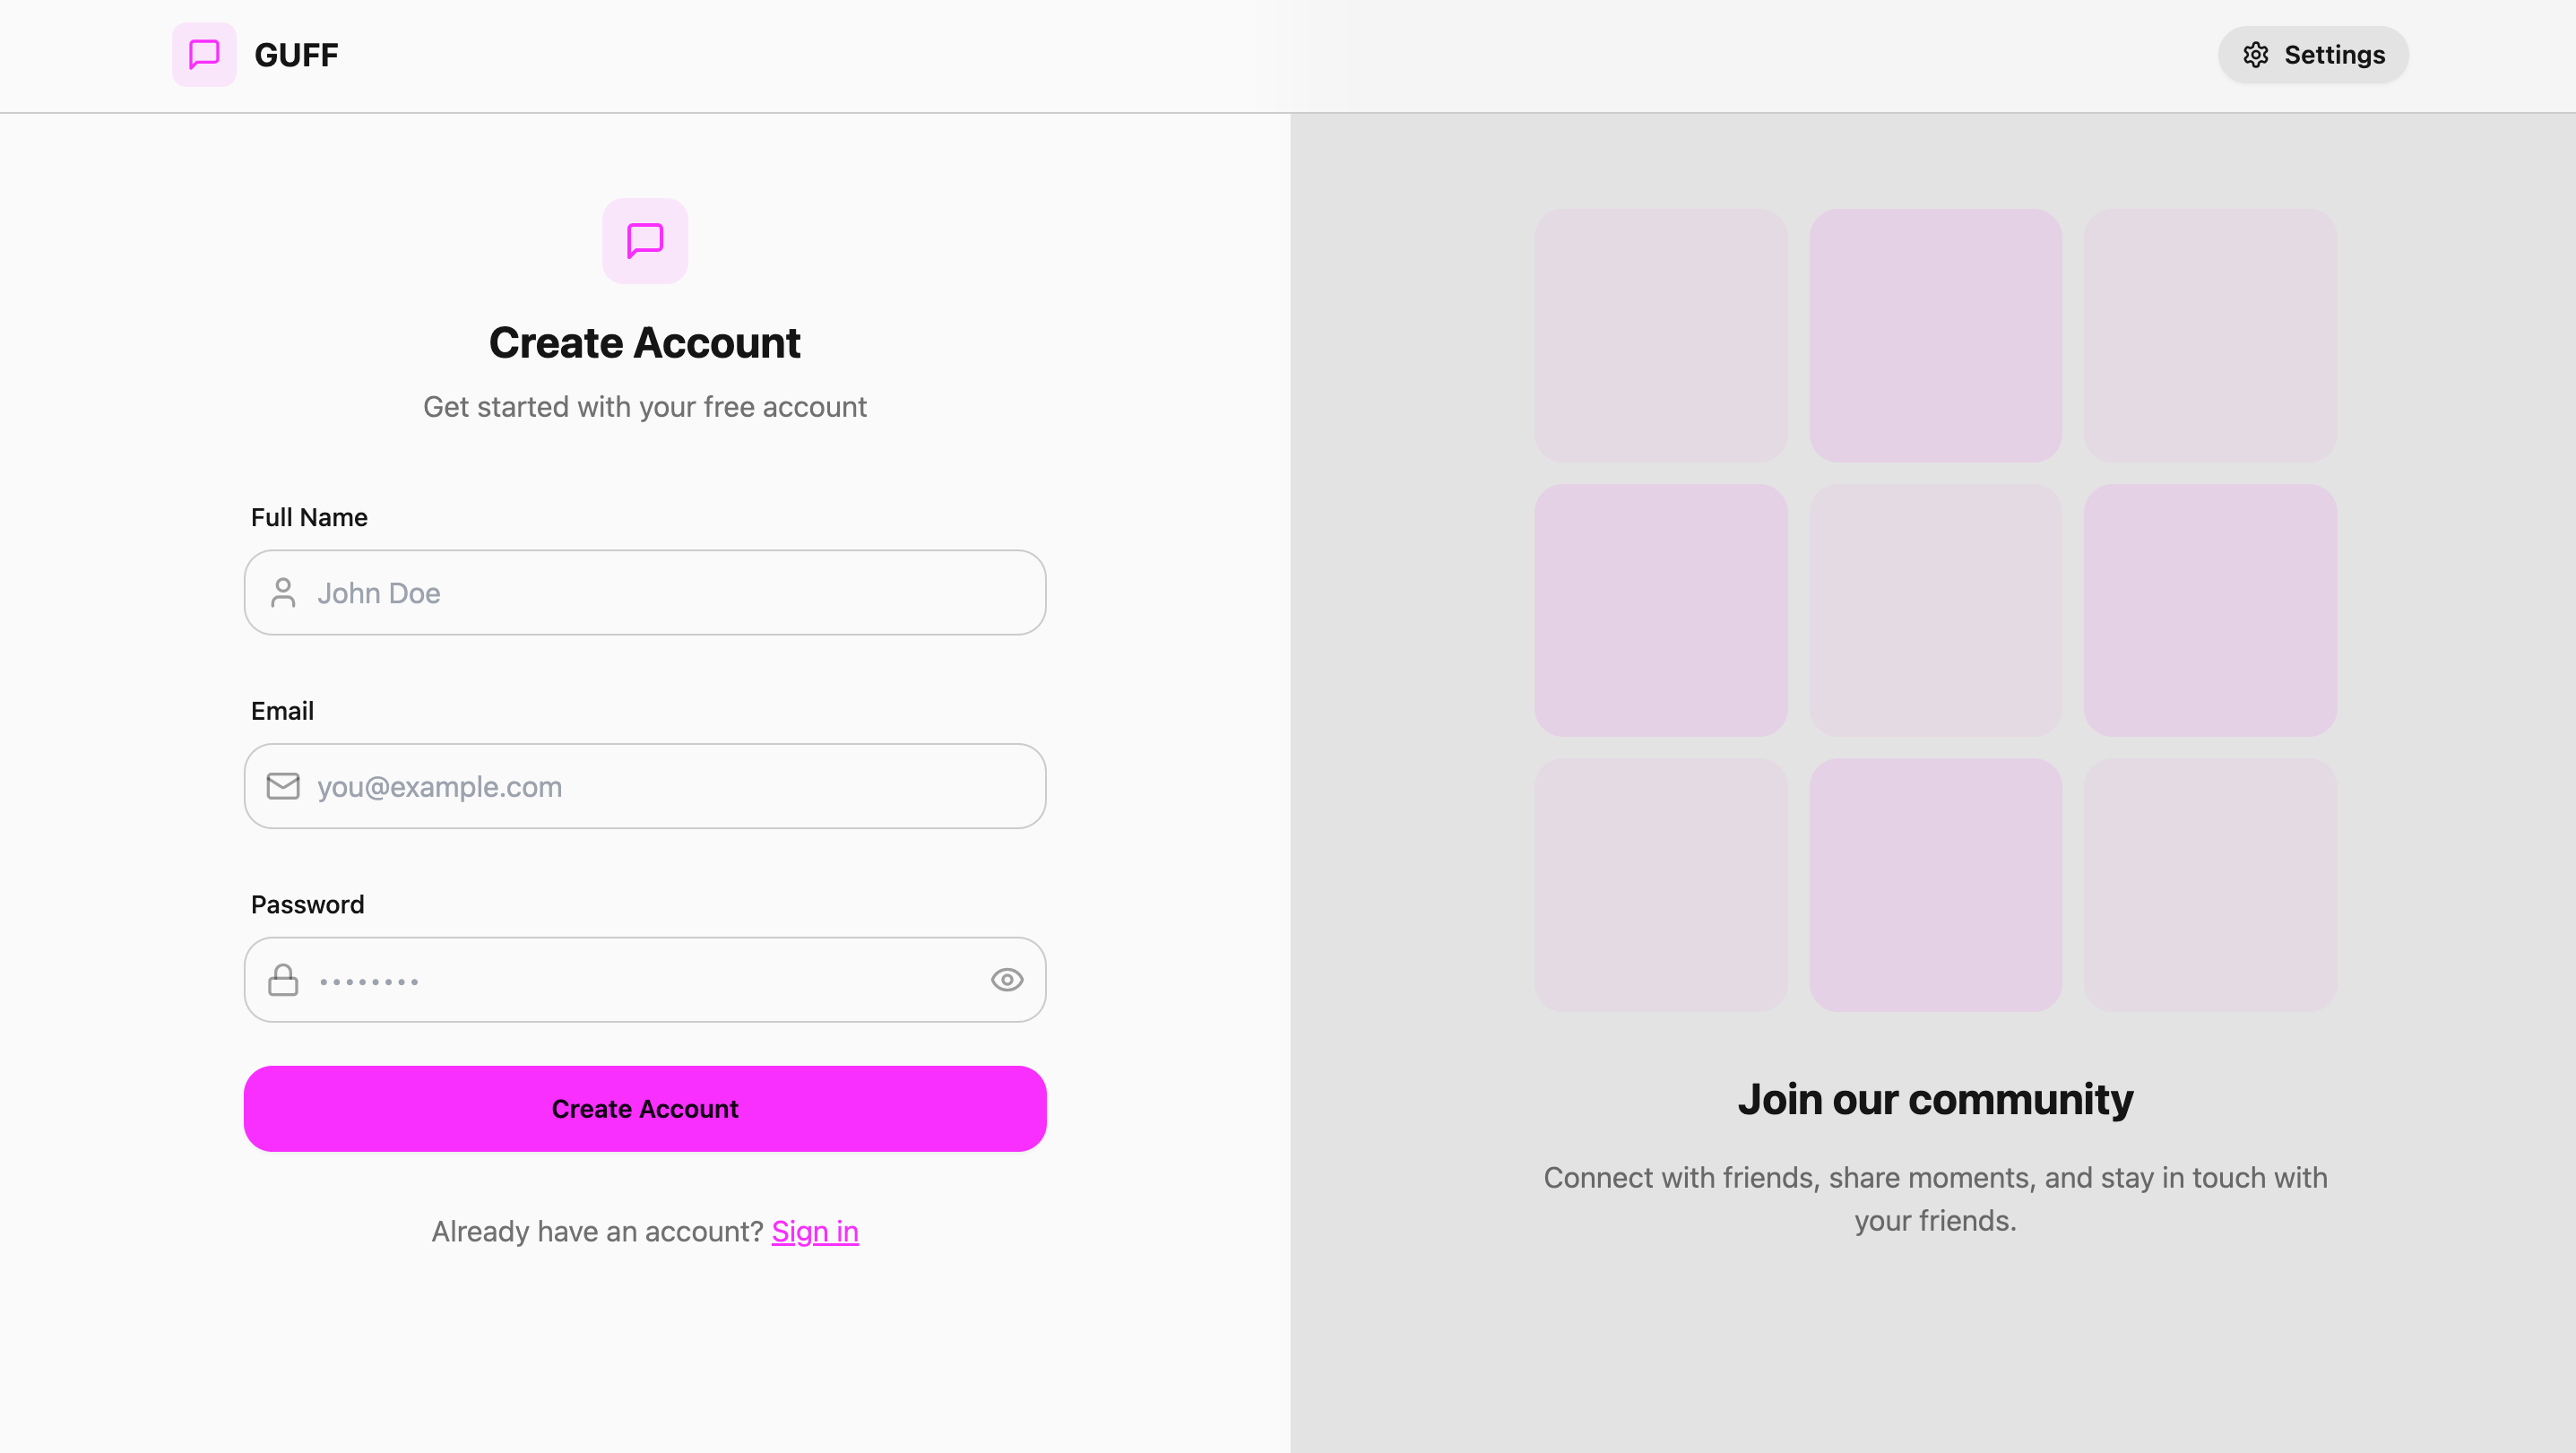 GUFF
Settings
Create Account
Get started with your free account
Full Name
John Doe
Email
you@example.com
Password
••••••••
Create Account
Already have an account? Sign in
Join our community
Connect with friends, share moments, and stay in touch with
your friends.